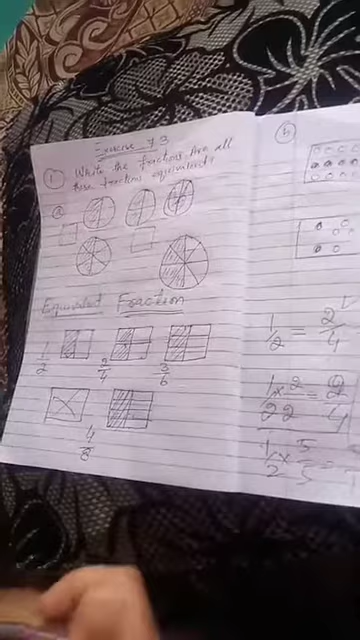 Exercise 7.3
1 Write the fractions. Are all
these fractions equivalent?
a
Equivalent Fraction
1/2 2/4 3/6
4/8
b
1/2 = 2/4
1/2 × 2/2 = 2/4
1/2 × 5/5 =